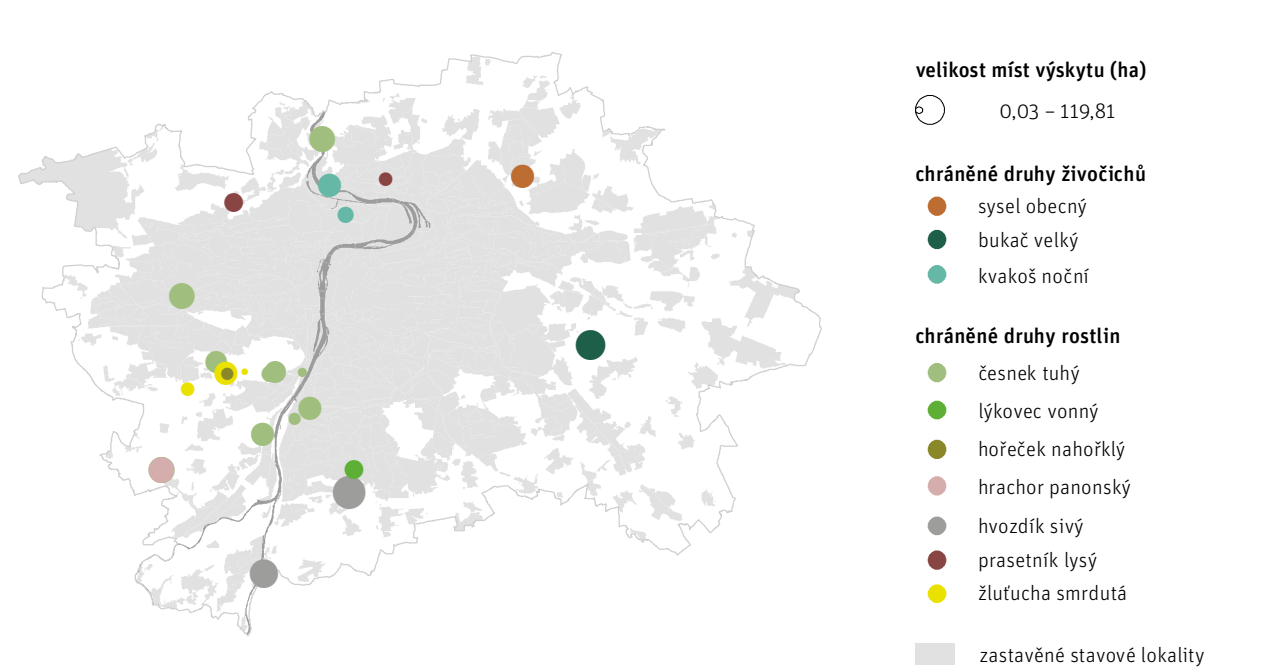 velikost míst výskytu (ha)
0,03 – 119,81
chráněné druhy živočichů
sysel obecný
bukač velký
kvakoš noční
chráněné druhy rostlin
česnek tuhý
lýkovec vonný
hořeček nahořklý
hrachor panonský
hvozdík sivý
prasetník lysý
žluťucha smrdutá
zastavěné stavové lokality